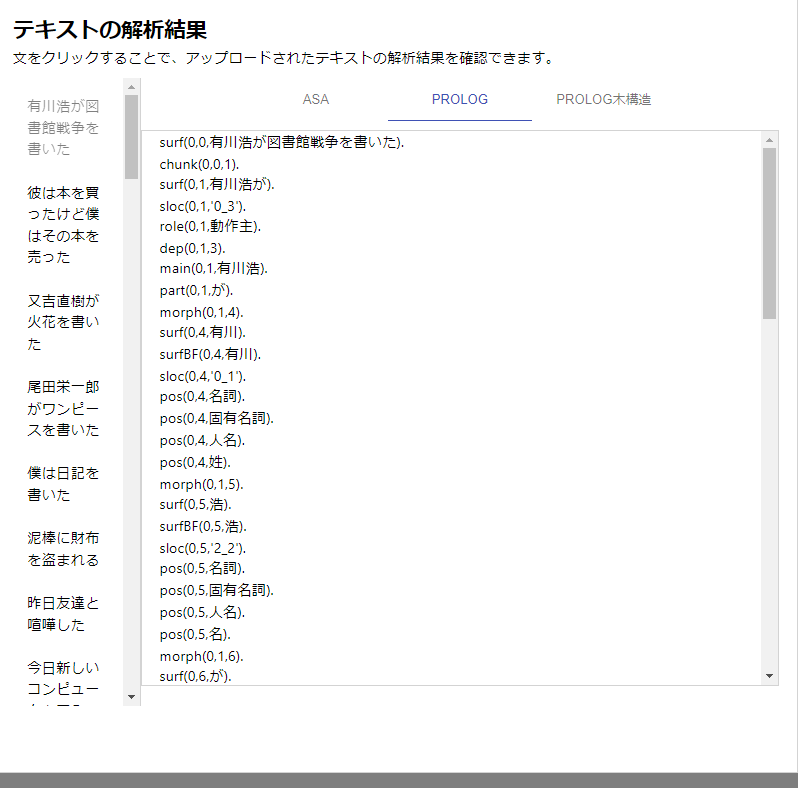 テキストの解析結果
文をクリックすることで、アップロードされたテキストの解析結果を確認できます。
有川浩が図
書館戦争を
書いた
彼は本を買
ったけど僕
はその本を
売った
又吉直樹が
火花を書い
た
尾田栄一郎
がワンピー
スを書いた
僕は日記を
書いた
泥棒に財布
を盗まれる
昨日友達と
喧嘩した
今日新しい
コンピュー
ASA
PROLOG
PROLOG木構造
surf(0,0,有川浩が図書館戦争を書いた).
chunk(0,0,1).
surf(0,1,有川浩が).
sloc(0,1,'0_3').
role(0,1,動作主).
dep(0,1,3).
main(0,1,有川浩).
part(0,1,が).
morph(0,1,4).
surf(0,4,有川).
surfBF(0,4,有川).
sloc(0,4,'0_1').
pos(0,4,名詞).
pos(0,4,固有名詞).
pos(0,4,人名).
pos(0,4,姓).
morph(0,1,5).
surf(0,5,浩).
surfBF(0,5,浩).
sloc(0,5,'2_2').
pos(0,5,名詞).
pos(0,5,固有名詞).
pos(0,5,人名).
pos(0,5,名).
morph(0,1,6).
surf(0,6,が).